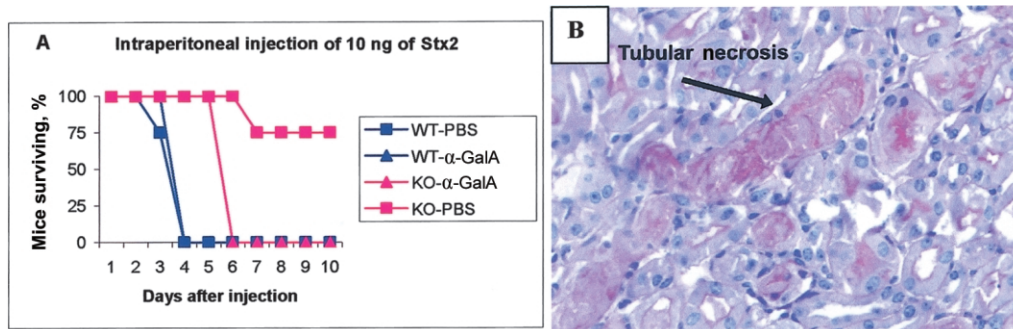 A
Intraperitoneal injection of 10 ng of Stx2
Mice surviving, %
100
75
50
25
0
1 2 3 4 5 6 7 8 9 10
Days after injection
WT-PBS
WT-α-GalA
KO-α-GalA
KO-PBS
B
Tubular necrosis